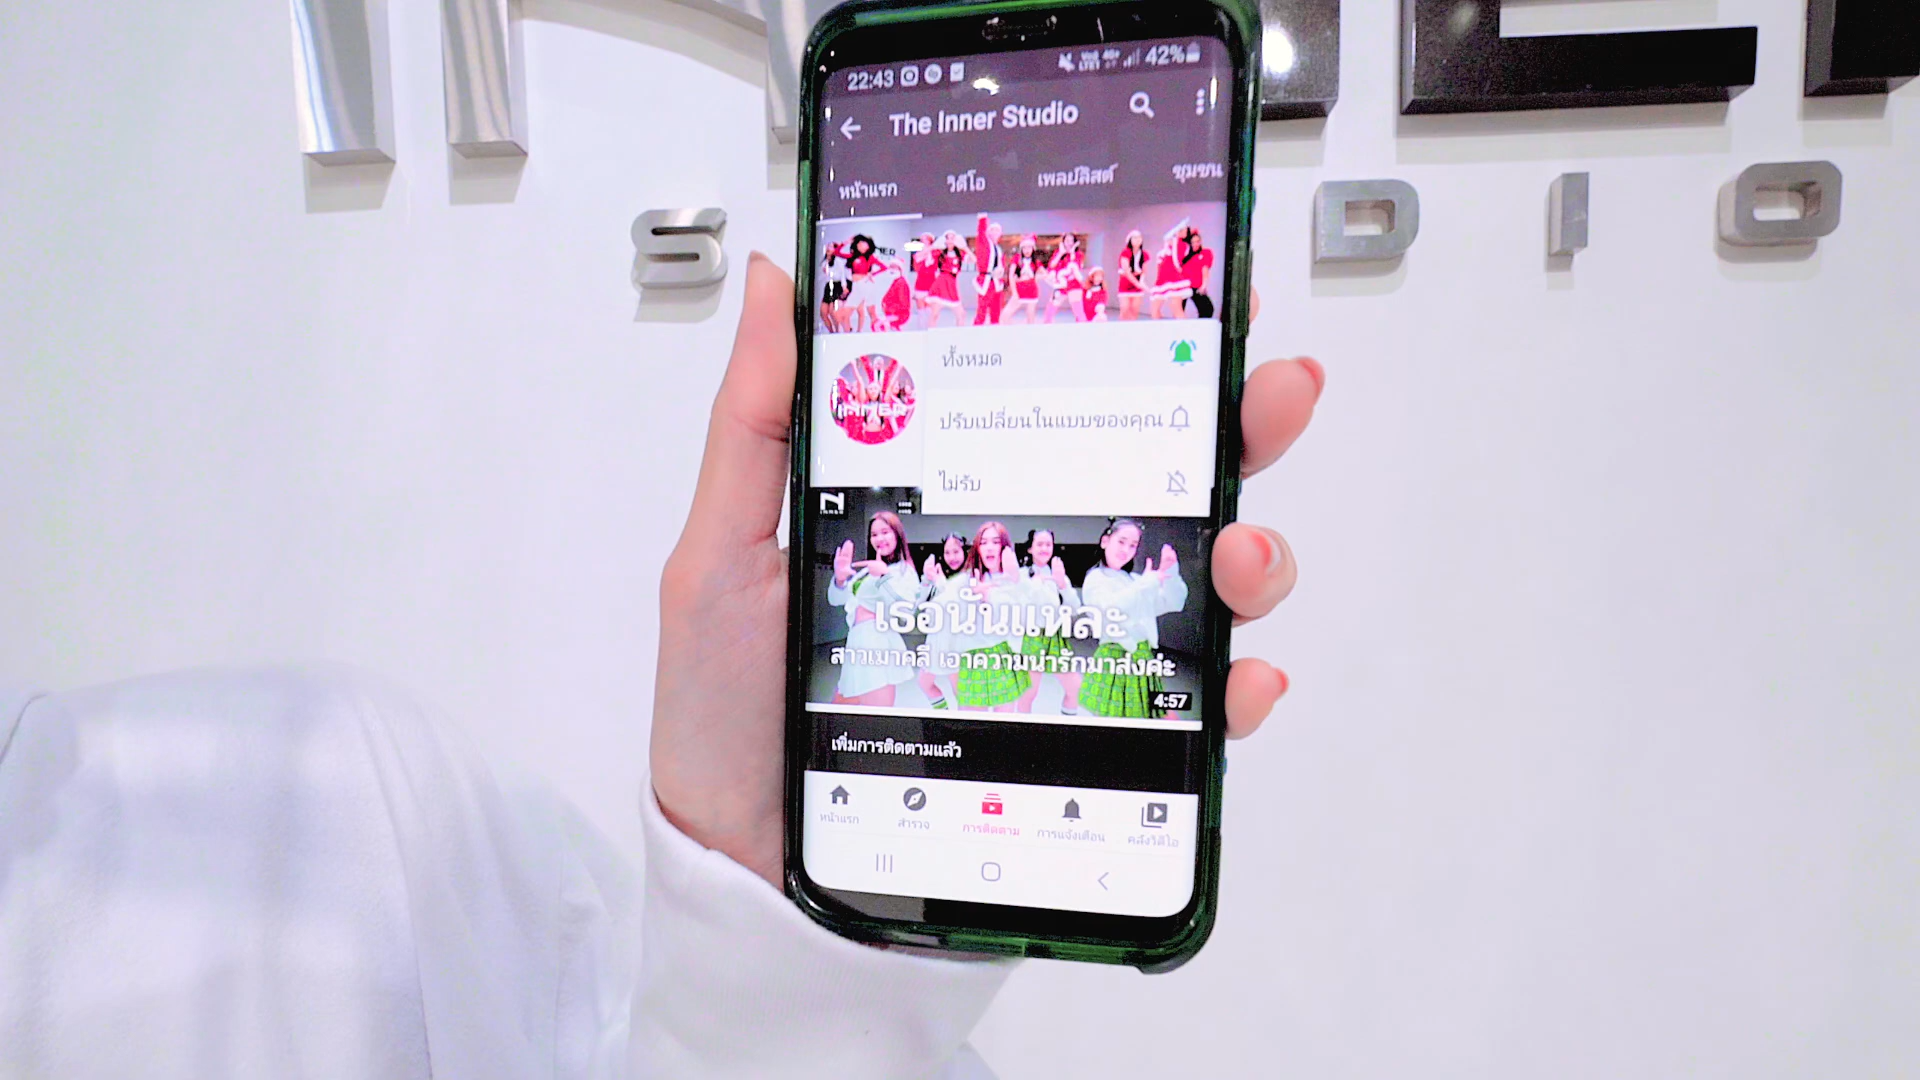 22:43 42%
The Inner Studio
หน้าแรก วิดีโอ เพลย์ลิสต์ ชุมชน
ทั้งหมด
INNER
ปรับเปลี่ยนในแบบของคุณ
ไม่รับ
เธอนั่นแหละ
สาวเมาคลี เอาความน่ารักมาส่งค่ะ
4:57
เพิ่มการติดตามแล้ว
หน้าแรก สำรวจ การติดตาม การแจ้งเตือน คลังวิดีโอ
S D I O